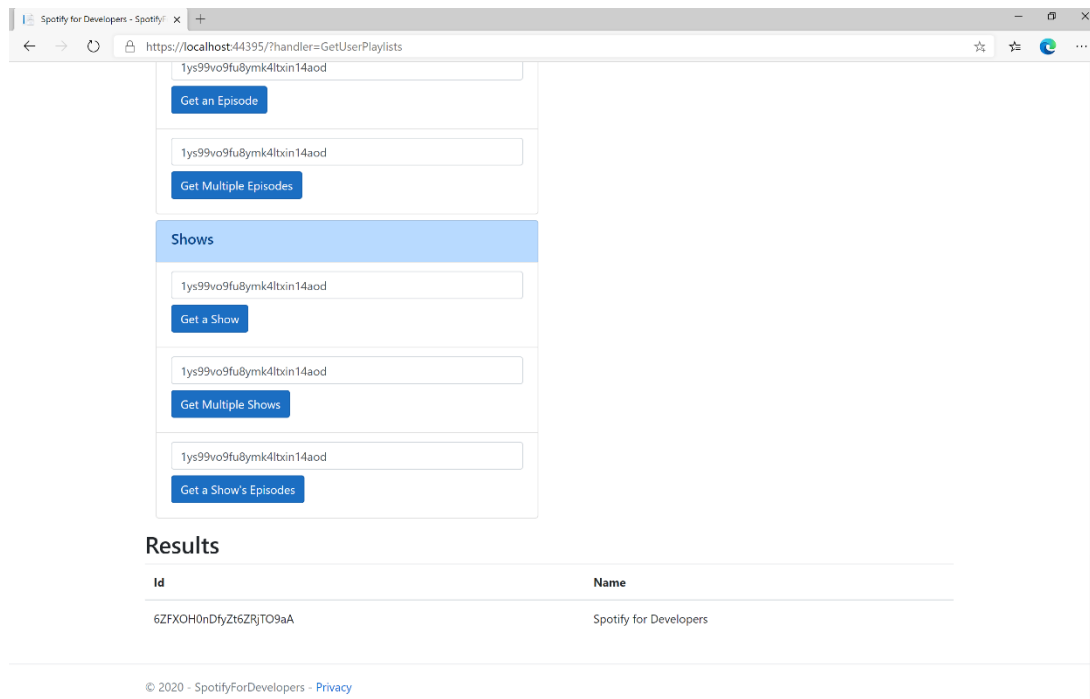 Spotify for Developers - Spotify
https://localhost:44395/?handler=GetUserPlaylists
1ys99vo9fu8ymk4ltxin14aod
Get an Episode
1ys99vo9fu8ymk4ltxin14aod
Get Multiple Episodes
Shows
1ys99vo9fu8ymk4ltxin14aod
Get a Show
1ys99vo9fu8ymk4ltxin14aod
Get Multiple Shows
1ys99vo9fu8ymk4ltxin14aod
Get a Show's Episodes
Results
Id Name
6ZFXOH0nDfyZt6ZRjTO9aA Spotify for Developers
© 2020 - SpotifyForDevelopers - Privacy